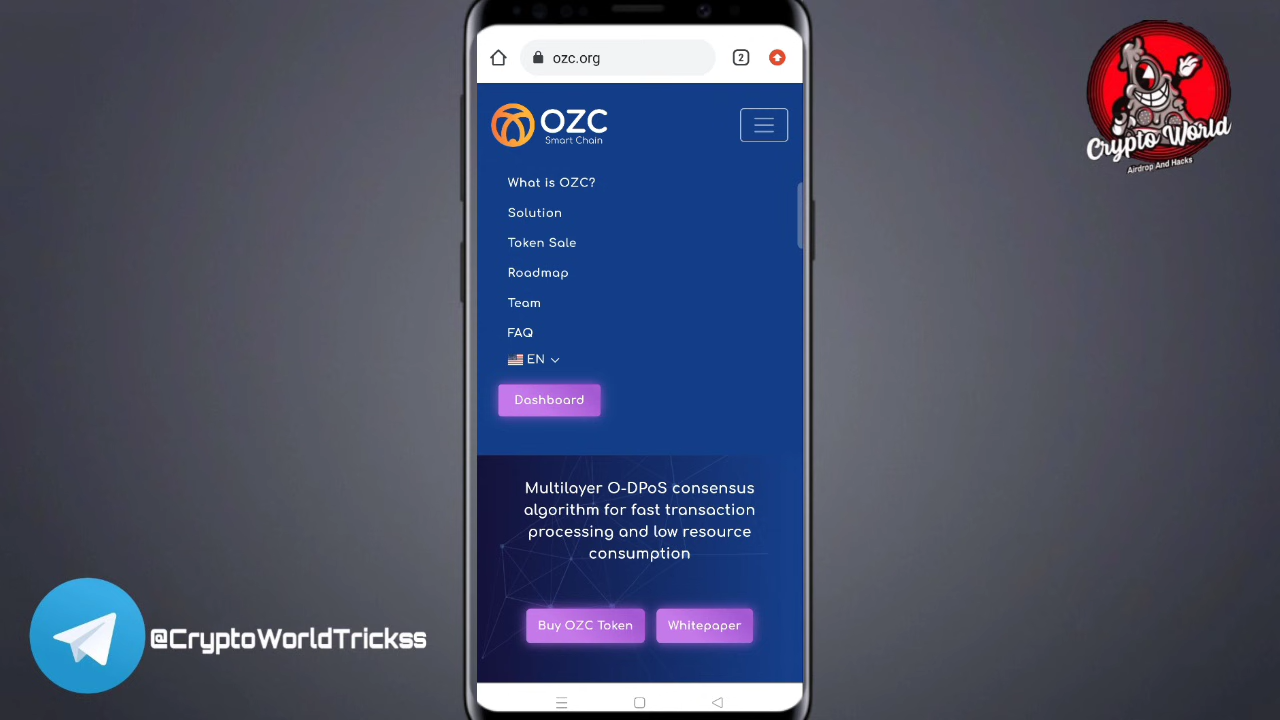 ozc.org
2
OZC
Smart Chain
What is OZC?
Solution
Token Sale
Roadmap
Team
FAQ
EN
Dashboard
Multilayer O-DPoS consensus
algorithm for fast transaction
processing and low resource
consumption
Buy OZC Token
Whitepaper
Crypto World
Airdrop And Hacks
@CryptoWorldTrickss